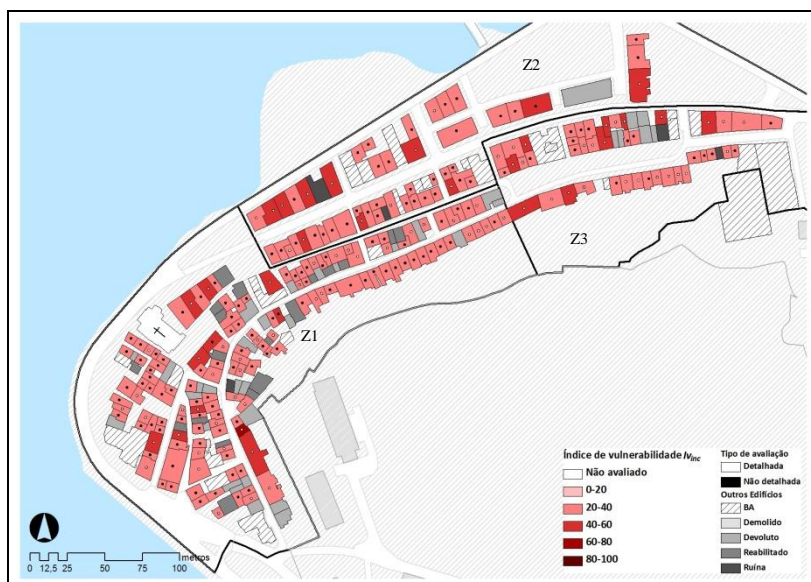 Z2
Z3
Z1
Índice de vulnerabilidade Iv_inc
Não avaliado
0-20
20-40
40-60
60-80
80-100
Tipo de avaliação
Detalhada
Não detalhada
Outros Edifícios
BA
Demolido
Devoluto
Reabilitado
Ruína
0 12,5 25 50 75 100
metros